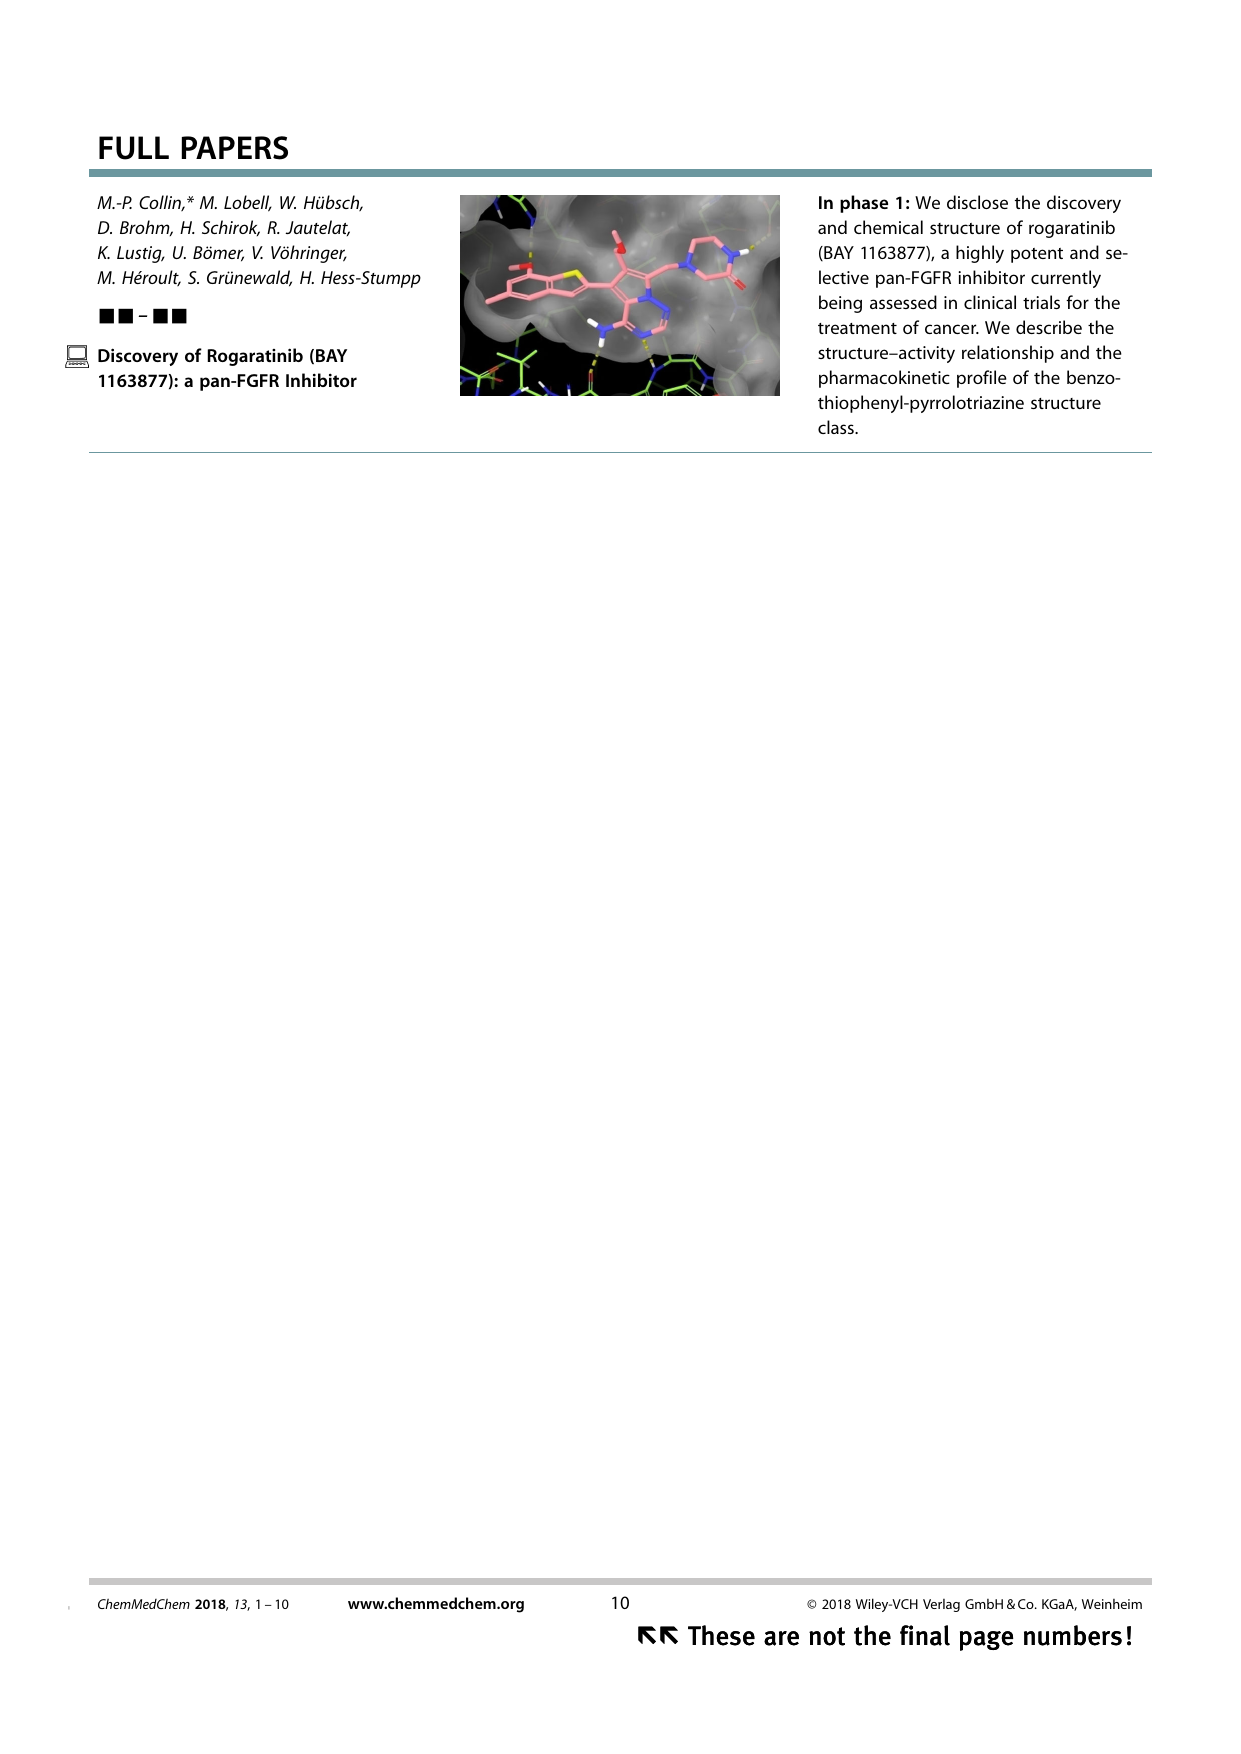 FULL PAPERS
M.-P. Collin,* M. Lobell, W. Hübsch,
D. Brohm, H. Schirok, R. Jautelat,
K. Lustig, U. Bömer, V. Vöhringer,
M. Héroult, S. Grünewald, H. Hess-Stumpp
■■ – ■■
Discovery of Rogaratinib (BAY
1163877): a pan-FGFR Inhibitor
In phase 1: We disclose the discovery
and chemical structure of rogaratinib
(BAY 1163877), a highly potent and se-
lective pan-FGFR inhibitor currently
being assessed in clinical trials for the
treatment of cancer. We describe the
structure–activity relationship and the
pharmacokinetic profile of the benzo-
thiophenyl-pyrrolotriazine structure
class.
ChemMedChem 2018, 13, 1 – 10 www.chemmedchem.org 10 © 2018 Wiley-VCH Verlag GmbH & Co. KGaA, Weinheim
These are not the final page numbers!